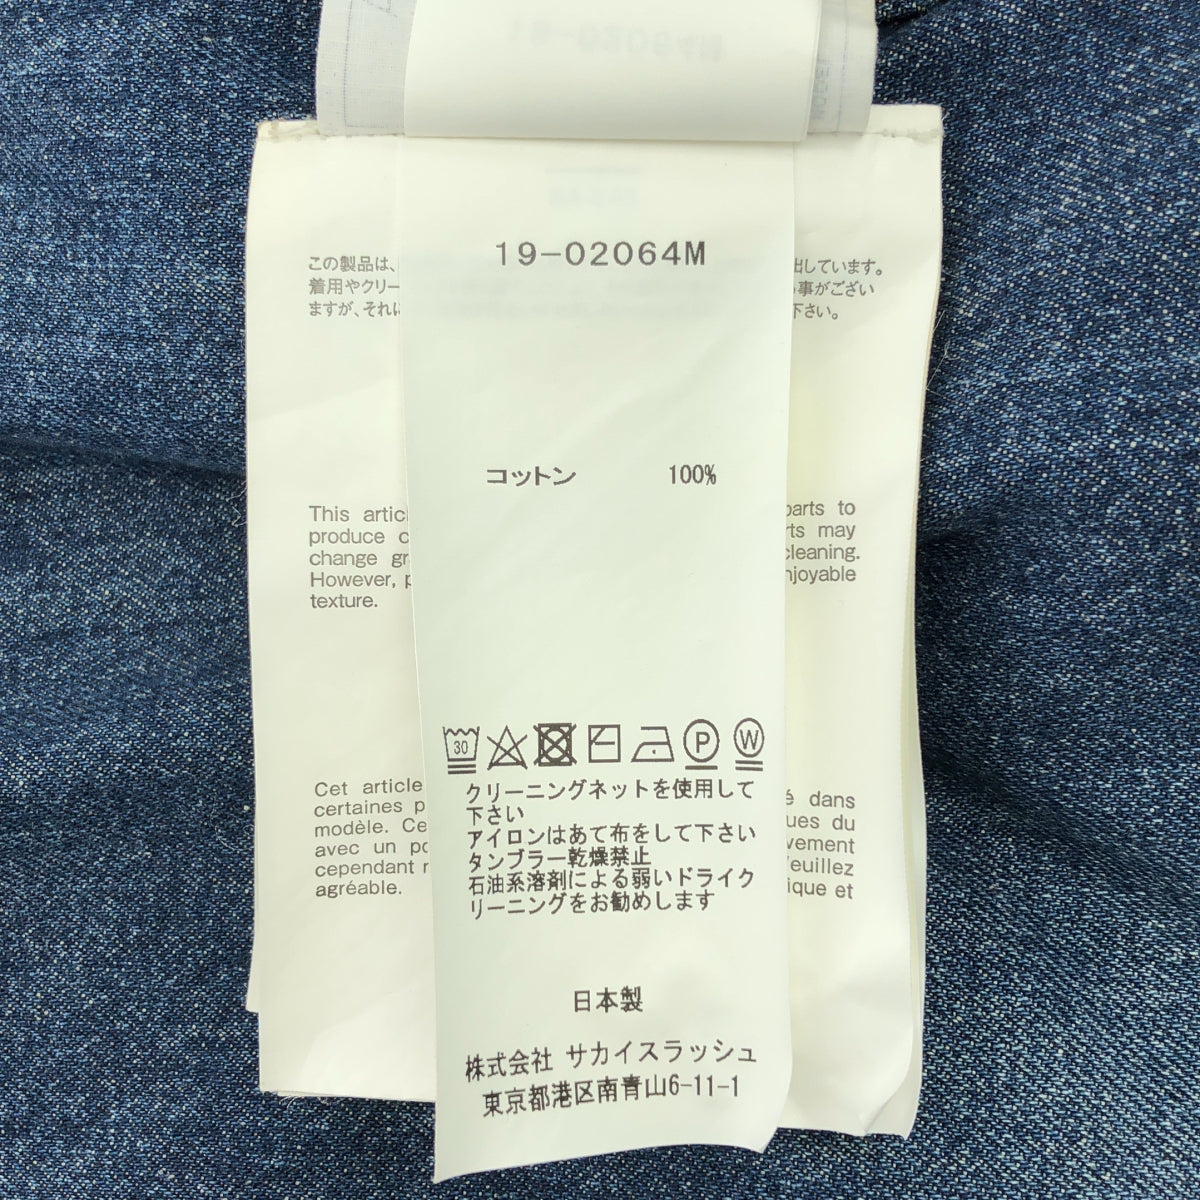 19-02064M
この製品は、
着用やクリー
ますが、それに
出しています。
事がござい
下さい。
コットン 100%
This artic
produce c
change gr
However, p
texture.
parts to
rts may
cleaning.
njoyable
30
P
W
クリーニングネットを使用して
下さい
アイロンはあて布をして下さい
タンブラー乾燥禁止
石油系溶剤による弱いドライク
リーニングをお勧めします
Cet article
certaines p
modèle. Ce
avec un po
cependant
agréable.
é dans
ues du
vement
euillez
ique et
日本製
株式会社 サカイスラッシュ
東京都港区南青山6-11-1